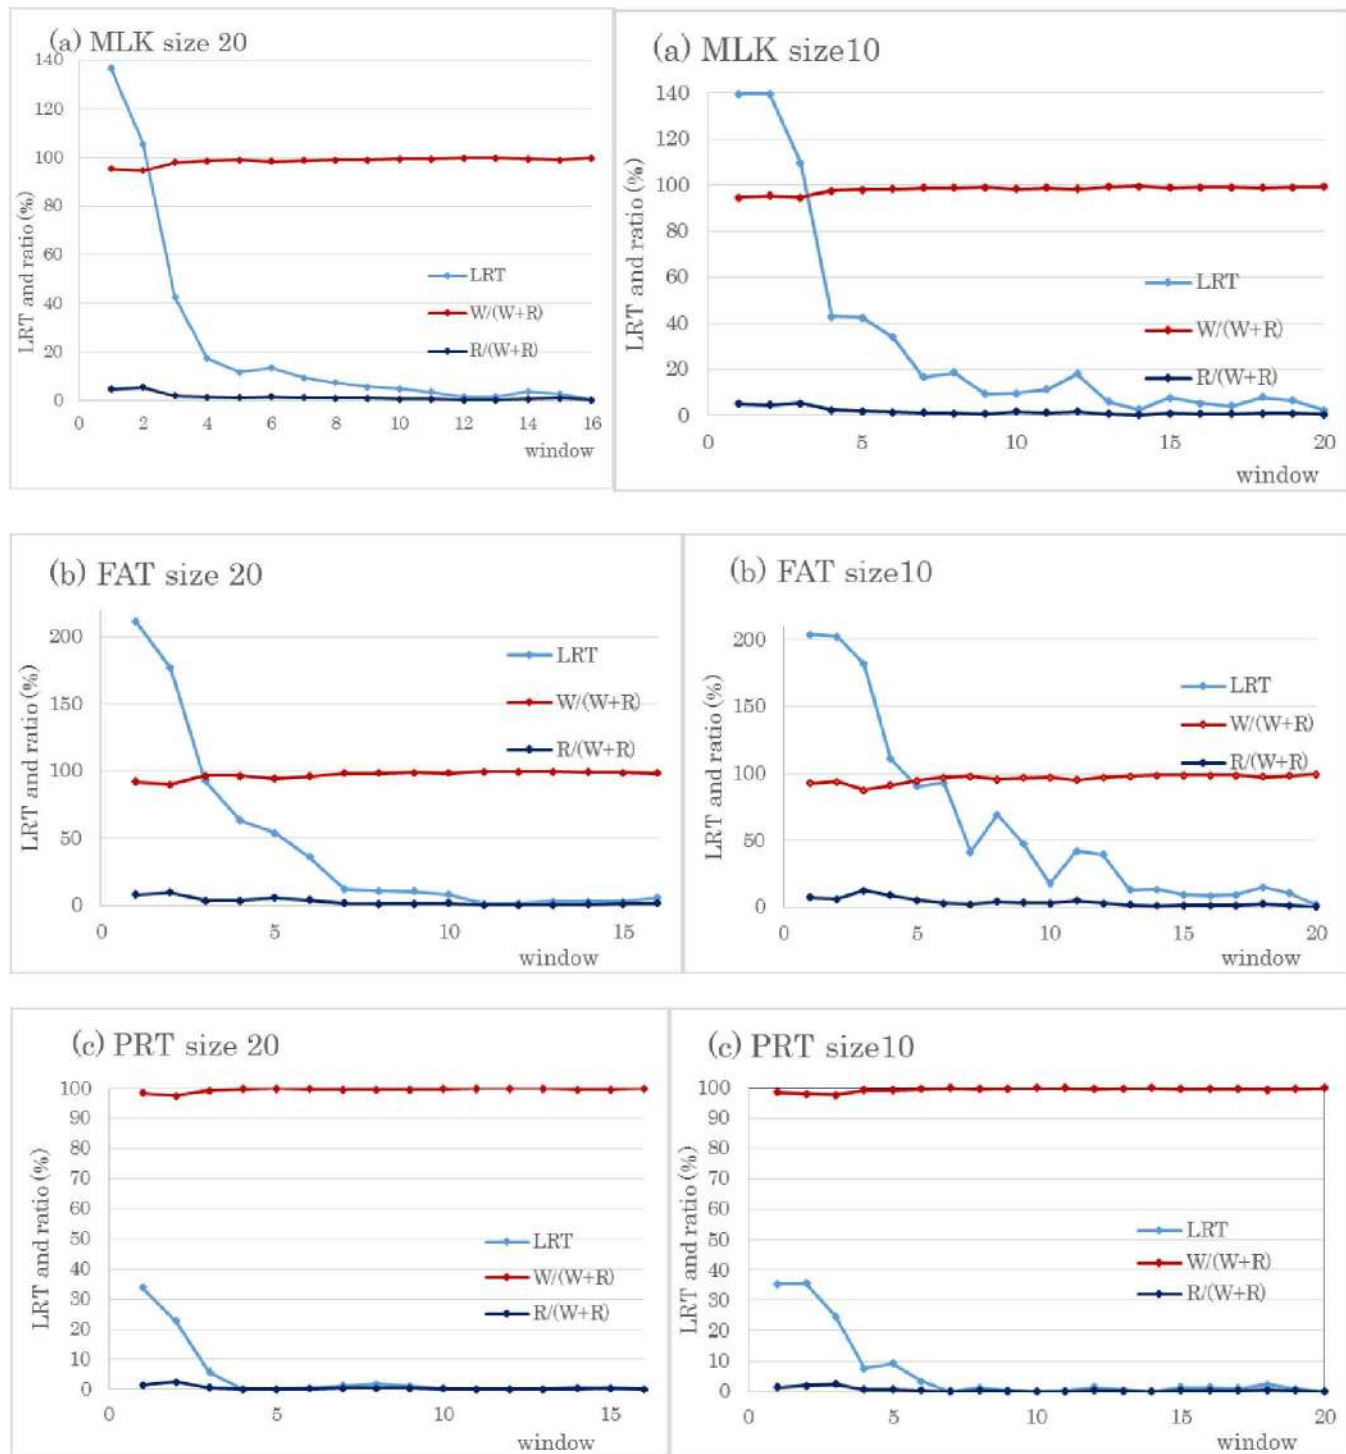 (a) MLK size 20
LRT and ratio (%)
140
120
100
80
60
40
20
0
0 2 4 6 8 10 12 14 16
window
LRT
W/(W+R)
R/(W+R)
(a) MLK size10
LRT and ratio (%)
140
120
100
80
60
40
20
0
0 5 10 15 20
window
LRT
W/(W+R)
R/(W+R)
(b) FAT size 20
LRT and ratio (%)
200
150
100
50
0
0 5 10 15
window
LRT
W/(W+R)
R/(W+R)
(b) FAT size10
LRT and ratio (%)
200
150
100
50
0
0 5 10 15 20
window
LRT
W/(W+R)
R/(W+R)
(c) PRT size 20
LRT and ratio (%)
100
90
80
70
60
50
40
30
20
10
0
0 5 10 15
window
LRT
W/(W+R)
R/(W+R)
(c) PRT size10
LRT and ratio (%)
100
90
80
70
60
50
40
30
20
10
0
0 5 10 15 20
window
LRT
W/(W+R)
R/(W+R)